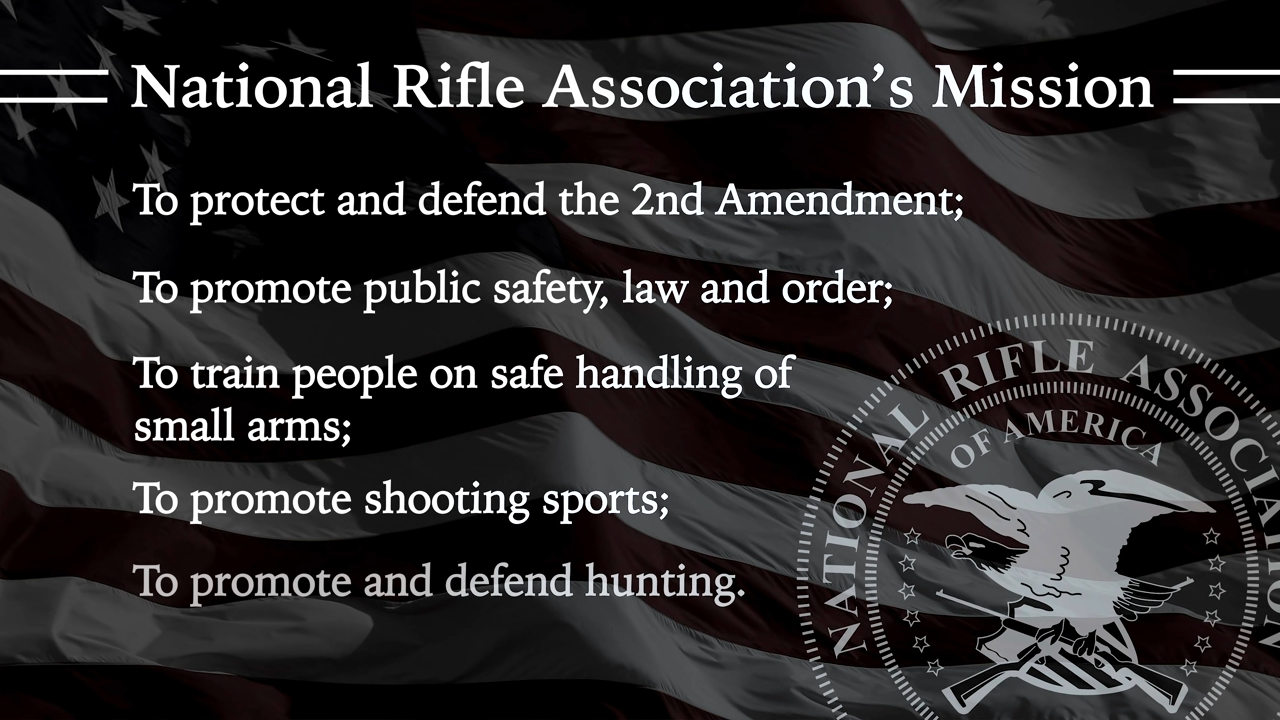 National Rifle Association’s Mission
To protect and defend the 2nd Amendment;
To promote public safety, law and order;
To train people on safe handling of
small arms;
To promote shooting sports;
To promote and defend hunting.
NATIONAL RIFLE ASSOCIATION
OF AMERICA